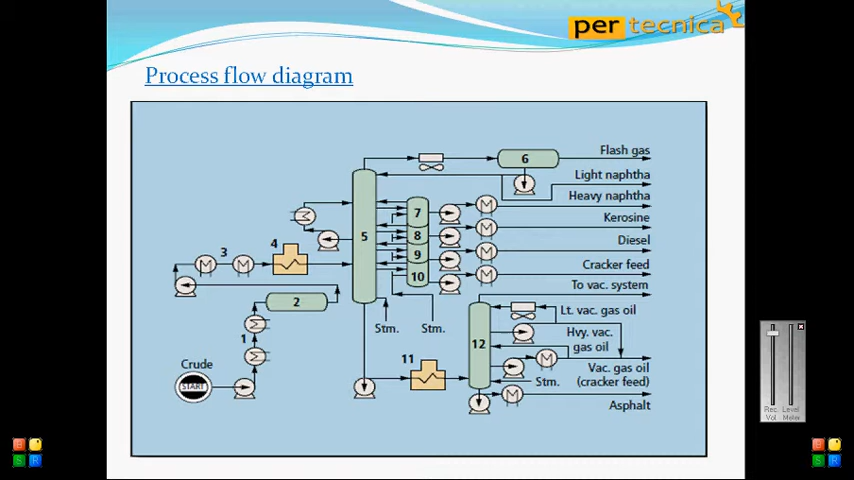 per tecnica
Process flow diagram
Flash gas
6
Light naphtha
Heavy naphtha
7
Kerosine
5
8
Diesel
4
3
9
Cracker feed
10
To vac. system
2
Lt. vac. gas oil
Stm.
Stm.
Hvy. vac.
gas oil
1
12
11
Crude
Vac. gas oil
(cracker feed)
START
Stm.
Asphalt
Rec.
Vol
Level
Meter
E
S
R
E
S
R